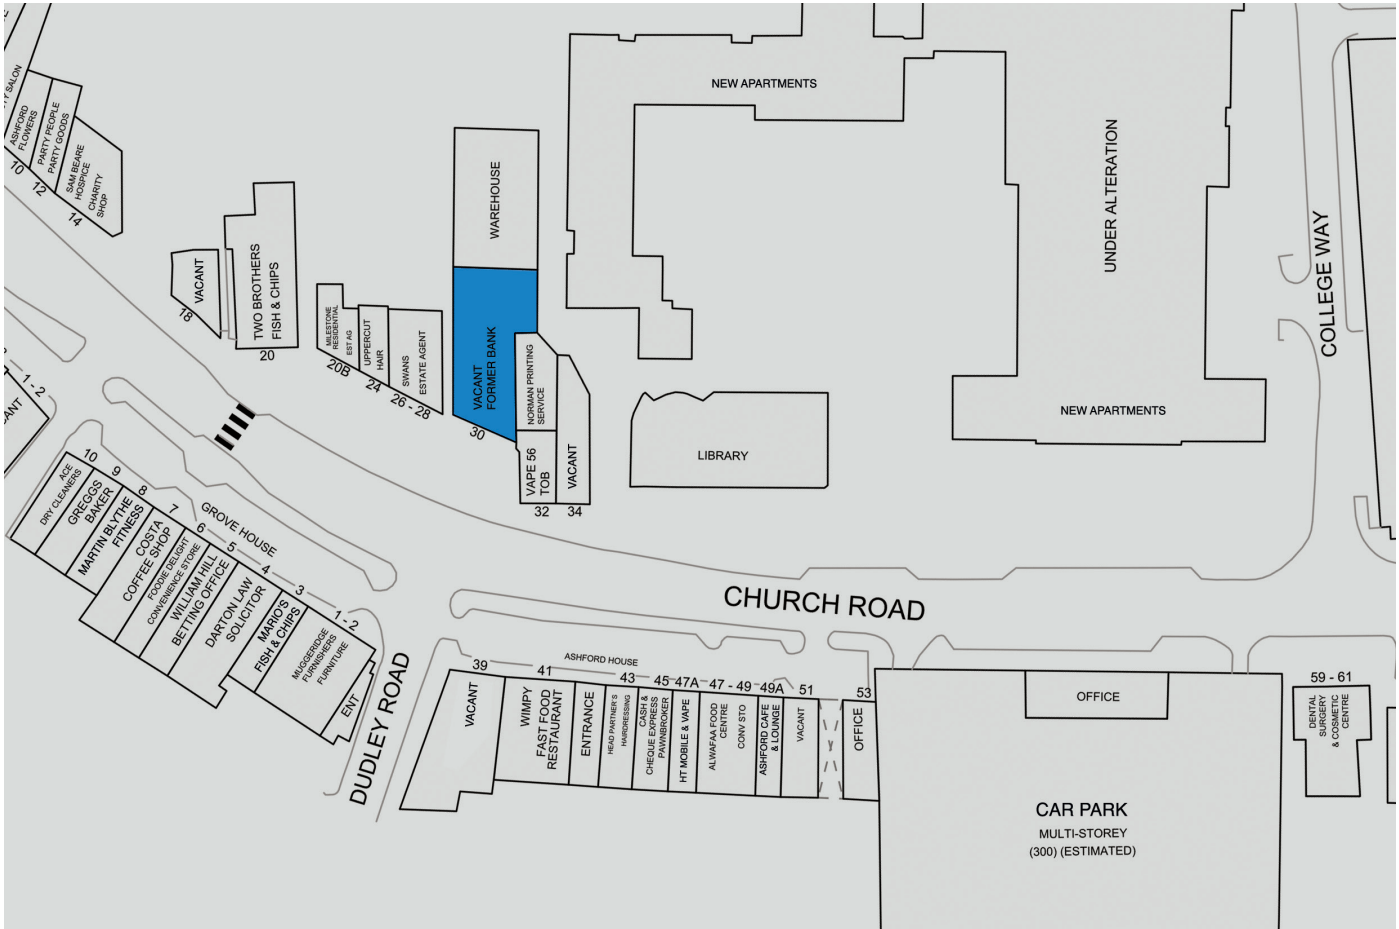 NEW APARTMENTS
UNDER ALTERATION
COLLEGE WAY
SALON
ASHFORD
FLOWERS
10
PARTY PEOPLE
PARTY GOODS
12
SAM BEARE
HOSPICE
CHARITY
SHOP
14
VACANT
18
TWO BROTHERS
FISH & CHIPS
20
MILESTONE
RESIDENTIAL
EST AG
20B
UPPERCUT
HAIR
24
SWANS
ESTATE AGENT
26 - 28
WAREHOUSE
VACANT
FORMER BANK
30
NORMAN PRINTING
SERVICE
VAPE 56
TOB
32
VACANT
34
LIBRARY
NEW APARTMENTS
1 - 2
10
ACE
DRY CLEANERS
9
GREGGS
BAKER
8
MARTIN BLYTHE
FITNESS
7
COSTA
COFFEE SHOP
6
FOODIE DELIGHT
CONVENIENCE STORE
5
WILLIAM HILL
BETTING OFFICE
4
DARTON LAW
SOLICITOR
3
MARIO'S
FISH & CHIPS
1 - 2
MUGGERIDGE
FURNISHERS
FURNITURE
ENT
GROVE HOUSE
DUDLEY ROAD
CHURCH ROAD
ASHFORD HOUSE
39
VACANT
41
WIMPY
FAST FOOD
RESTAURANT
ENTRANCE
43
HEAD PARTNER'S
HAIRDRESSING
45
CASH &
CHEQUE EXPRESS
PAWNBROKER
47A
HT MOBILE & VAPE
47 - 49
ALWAFAA FOOD
CENTRE
CONV STO
49A
ASHFORD CAFE
& LOUNGE
51
VACANT
53
OFFICE
OFFICE
CAR PARK
MULTI-STOREY
(300) (ESTIMATED)
59 - 61
DENTAL
SURGERY
& COSMETIC
CENTRE